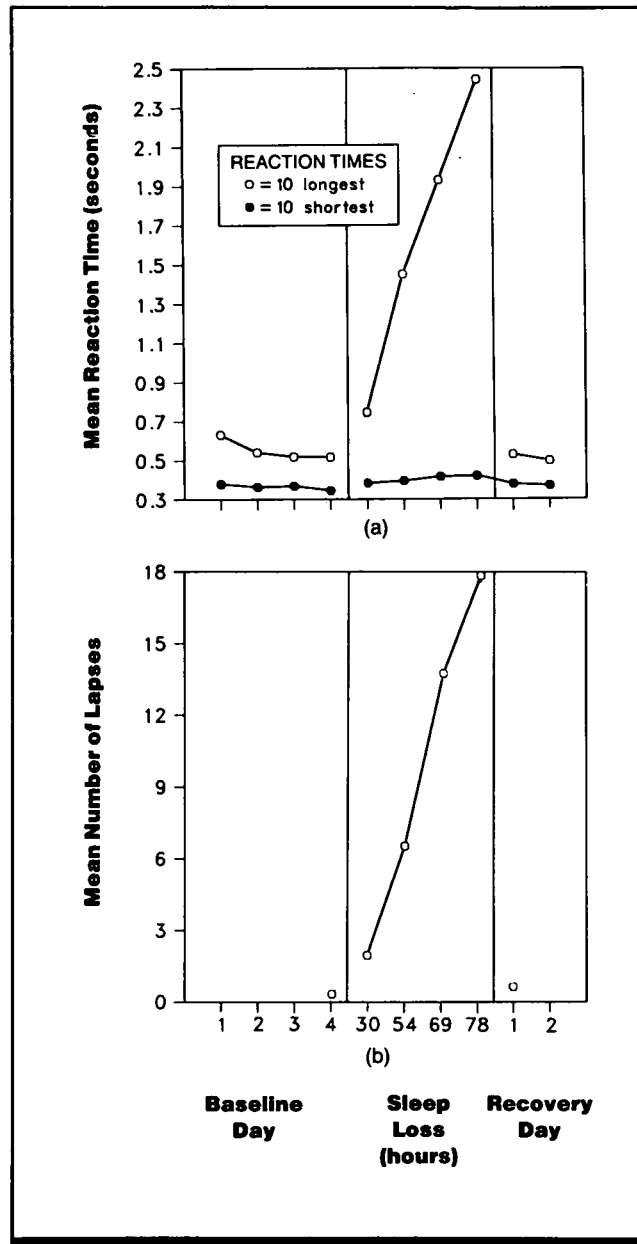 Mean Reaction Time (seconds)
2.5
2.3
2.1
1.9
1.7
1.5
1.3
1.1
0.9
0.7
0.5
0.3
REACTION TIMES
○ = 10 longest
● = 10 shortest
(a)
Mean Number of Lapses
18
15
12
9
6
3
0
1 2 3 4 30 54 69 78 1 2
(b)
Baseline Day
Sleep Loss (hours)
Recovery Day